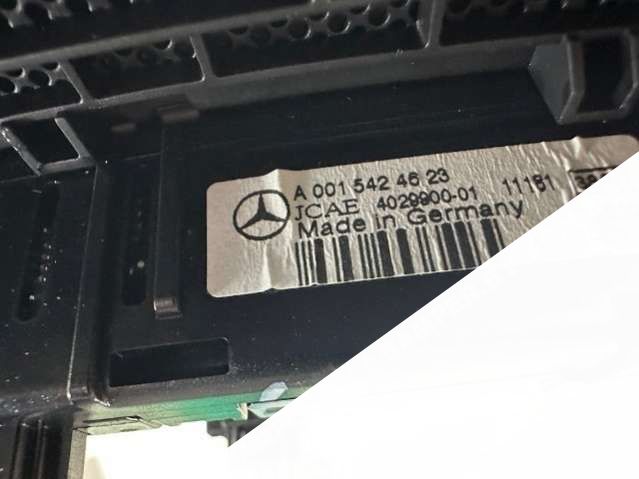 A 001 542 46 23
JCAE 4029900-01 11181
Made in Germany